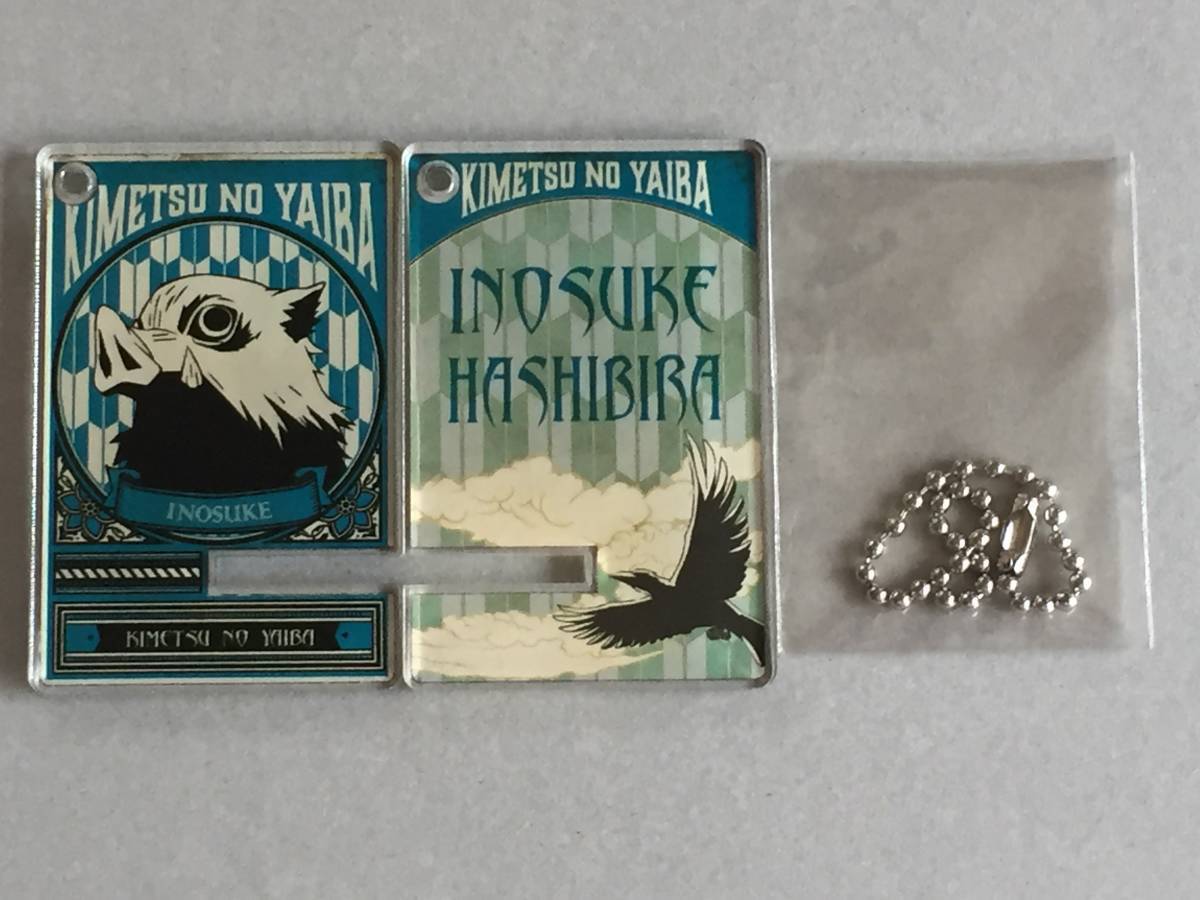 KIMETSU NO YAIBA
INOSUKE
KIMETSU NO YAIBA
KIMETSU NO YAIBA
INOSUKE
HASHIBIRA